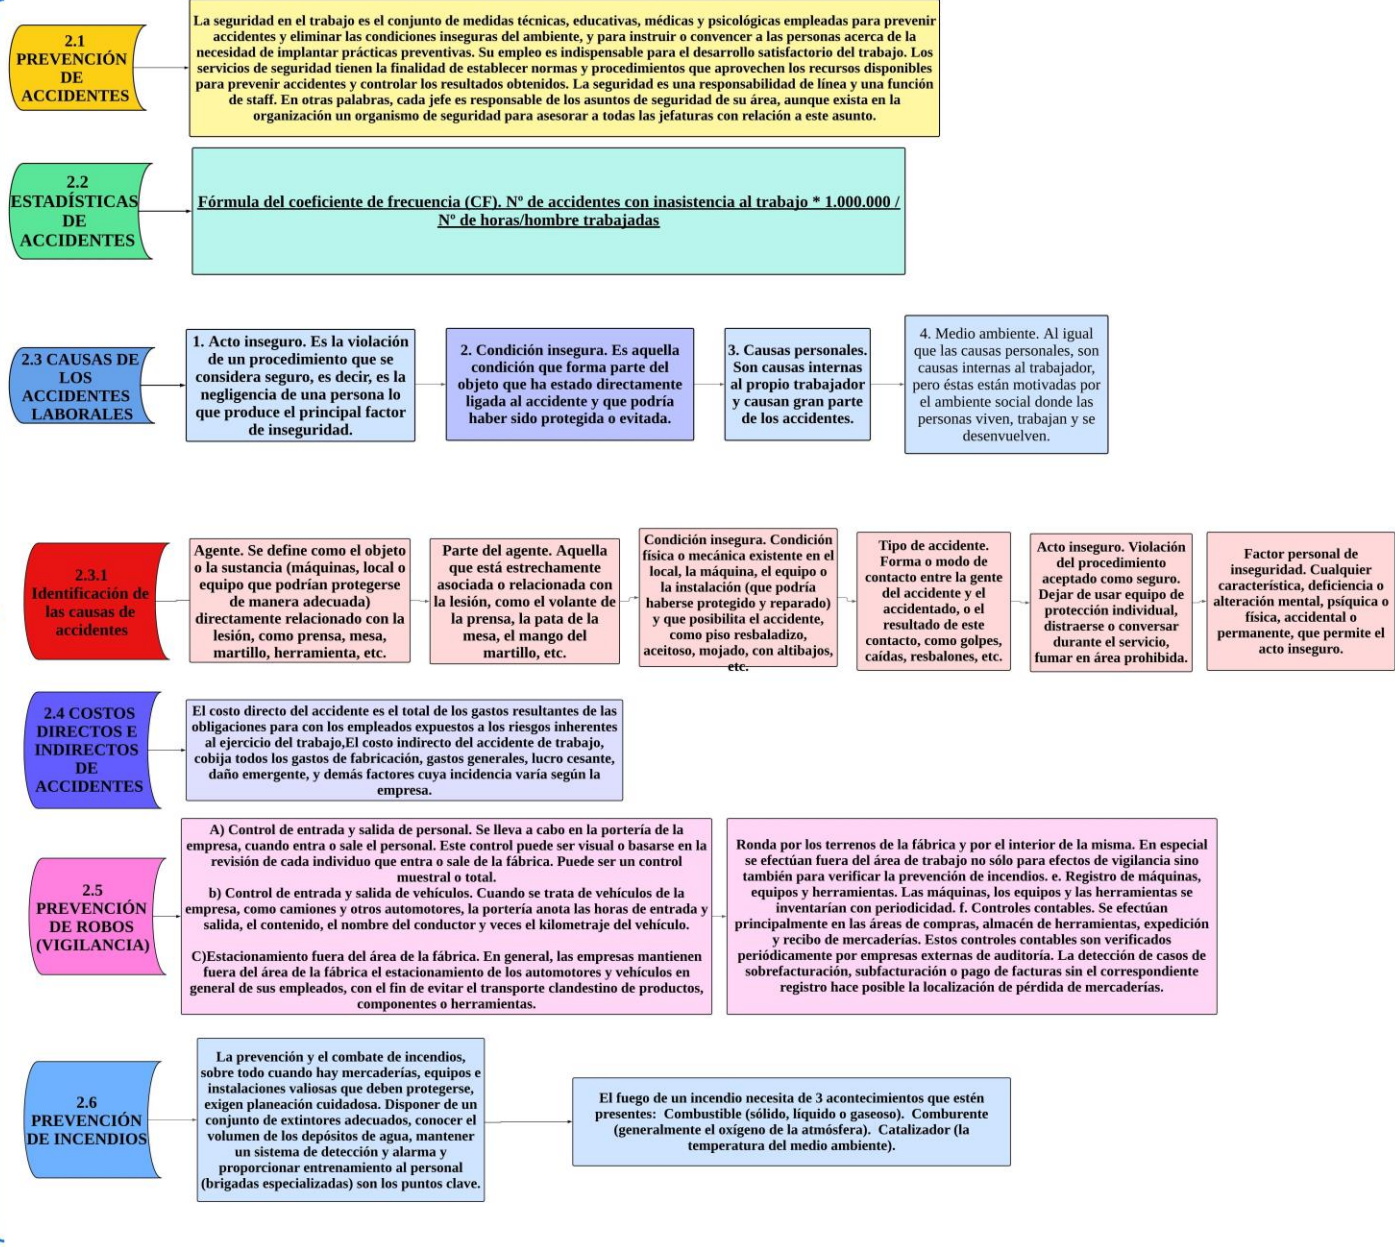 2.1
PREVENCIÓN
DE
ACCIDENTES
La seguridad en el trabajo es el conjunto de medidas técnicas, educativas, médicas y psicológicas empleadas para prevenir
accidentes y eliminar las condiciones inseguras del ambiente, y para instruir o convencer a las personas acerca de la
necesidad de implantar prácticas preventivas. Su empleo es indispensable para el desarrollo satisfactorio del trabajo. Los
servicios de seguridad tienen la finalidad de establecer normas y procedimientos que aprovechen los recursos disponibles
para prevenir accidentes y controlar los resultados obtenidos. La seguridad es una responsabilidad de línea y una función
de staff. En otras palabras, cada jefe es responsable de los asuntos de seguridad de su área, aunque exista en la
organización un organismo de seguridad para asesorar a todas las jefaturas con relación a este asunto.
2.2
ESTADÍSTICAS
DE
ACCIDENTES
Fórmula del coeficiente de frecuencia (CF). Nº de accidentes con inasistencia al trabajo * 1.000.000 /
Nº de horas/hombre trabajadas
2.3 CAUSAS DE
LOS
ACCIDENTES
LABORALES
1. Acto inseguro. Es la violación
de un procedimiento que se
considera seguro, es decir, es la
negligencia de una persona lo
que produce el principal factor
de inseguridad.
2. Condición insegura. Es aquella
condición que forma parte del
objeto que ha estado directamente
ligada al accidente y que podría
haber sido protegida o evitada.
3. Causas personales.
Son causas internas
al propio trabajador
y causan gran parte
de los accidentes.
4. Medio ambiente. Al igual
que las causas personales, son
causas internas al trabajador,
pero éstas están motivadas por
el ambiente social donde las
personas viven, trabajan y se
desenvuelven.
2.3.1
Identificación de
las causas de
accidentes
Agente. Se define como el objeto
o la sustancia (máquinas, local o
equipo que podrían protegerse
de manera adecuada)
directamente relacionado con la
lesión, como prensa, mesa,
martillo, herramienta, etc.
Parte del agente. Aquella
que está estrechamente
asociada o relacionada con
la lesión, como el volante de
la prensa, la pata de la
mesa, el mango del
martillo, etc.
Condición insegura. Condición
física o mecánica existente en el
local, la máquina, el equipo o
la instalación (que podría
haberse protegido y reparado)
y que posibilita el accidente,
como piso resbaladizo,
aceitoso, mojado, con altibajos,
etc.
Tipo de accidente.
Forma o modo de
contacto entre la gente
del accidente y el
accidentado, o el
resultado de este
contacto, como golpes,
caídas, resbalones, etc.
Acto inseguro. Violación
del procedimiento
aceptado como seguro.
Dejar de usar equipo de
protección individual,
distraerse o conversar
durante el servicio,
fumar en área prohibida.
Factor personal de
inseguridad. Cualquier
característica, deficiencia o
alteración mental, psíquica o
física, accidental o
permanente, que permite el
acto inseguro.
2.4 COSTOS
DIRECTOS E
INDIRECTOS
DE
ACCIDENTES
El costo directo del accidente es el total de los gastos resultantes de las
obligaciones para con los empleados expuestos a los riesgos inherentes
al ejercicio del trabajo,El costo indirecto del accidente de trabajo,
cobija todos los gastos de fabricación, gastos generales, lucro cesante,
daño emergente, y demás factores cuya incidencia varía según la
empresa.
2.5
PREVENCIÓN
DE ROBOS
(VIGILANCIA)
A) Control de entrada y salida de personal. Se lleva a cabo en la portería de la
empresa, cuando entra o sale el personal. Este control puede ser visual o basarse en la
revisión de cada individuo que entra o sale de la fábrica. Puede ser un control
muestral o total.
b) Control de entrada y salida de vehículos. Cuando se trata de vehículos de la
empresa, como camiones y otros automotores, la portería anota las horas de entrada y
salida, el contenido, el nombre del conductor y veces el kilometraje del vehículo.
C)Estacionamiento fuera del área de la fábrica. En general, las empresas mantienen
fuera del área de la fábrica el estacionamiento de los automotores y vehículos en
general de sus empleados, con el fin de evitar el transporte clandestino de productos,
componentes o herramientas.
Ronda por los terrenos de la fábrica y por el interior de la misma. En especial
se efectúan fuera del área de trabajo no sólo para efectos de vigilancia sino
también para verificar la prevención de incendios. e. Registro de máquinas,
equipos y herramientas. Las máquinas, los equipos y las herramientas se
inventarían con periodicidad. f. Controles contables. Se efectúan
principalmente en las áreas de compras, almacén de herramientas, expedición
y recibo de mercaderías. Estos controles contables son verificados
periódicamente por empresas externas de auditoría. La detección de casos de
sobrefacturación, subfacturación o pago de facturas sin el correspondiente
registro hace posible la localización de pérdida de mercaderías.
2.6
PREVENCIÓN
DE INCENDIOS
La prevención y el combate de incendios,
sobre todo cuando hay mercaderías, equipos e
instalaciones valiosas que deben protegerse,
exigen planeación cuidadosa. Disponer de un
conjunto de extintores adecuados, conocer el
volumen de los depósitos de agua, mantener
un sistema de detección y alarma y
proporcionar entrenamiento al personal
(brigadas especializadas) son los puntos clave.
El fuego de un incendio necesita de 3 acontecimientos que estén
presentes: Combustible (sólido, líquido o gaseoso). Comburente
(generalmente el oxígeno de la atmósfera). Catalizador (la
temperatura del medio ambiente).